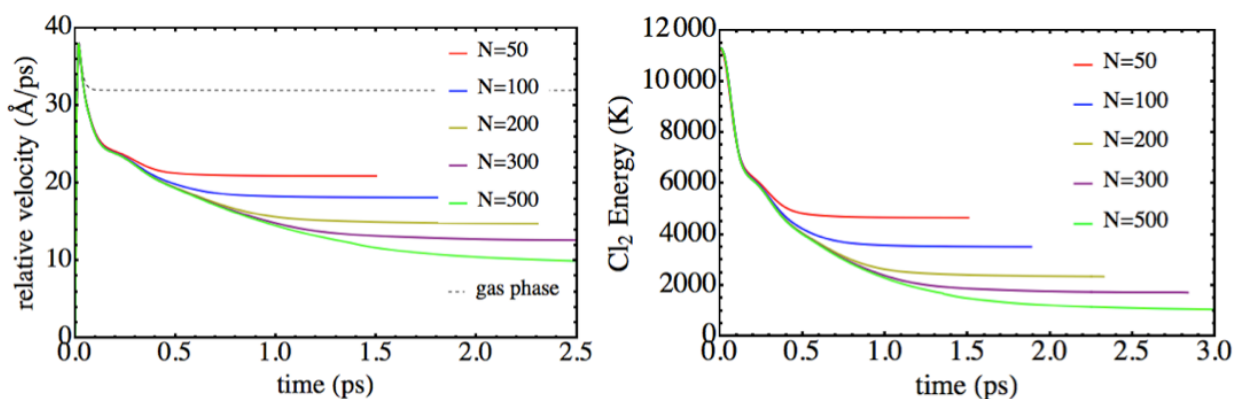 relative velocity (Å/ps)
40
30
20
10
0
0.0
0.5
1.0
1.5
2.0
2.5
time (ps)
N=50
N=100
N=200
N=300
N=500
gas phase
Cl₂ Energy (K)
12 000
10 000
8000
6000
4000
2000
0
0.0
0.5
1.0
1.5
2.0
2.5
3.0
time (ps)
N=50
N=100
N=200
N=300
N=500